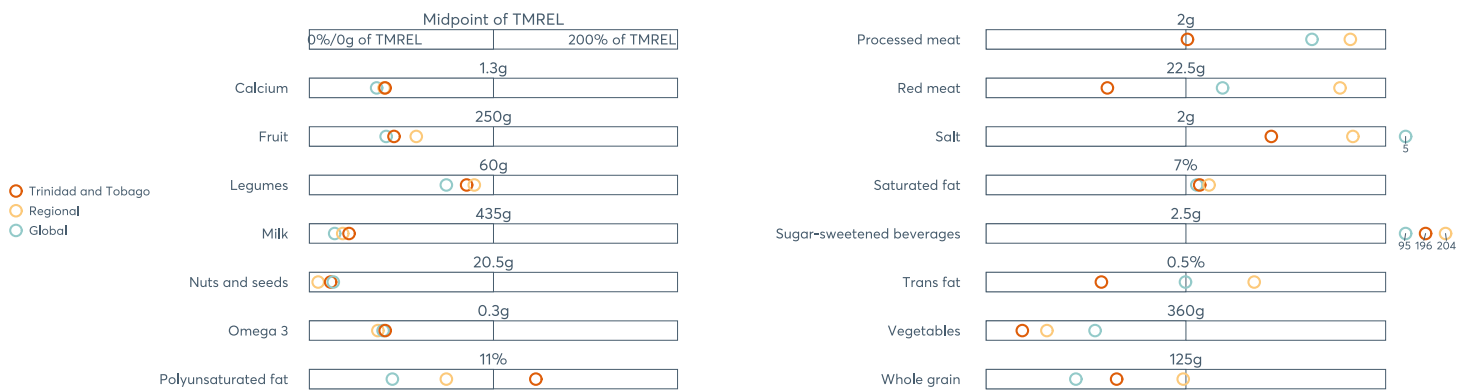 Midpoint of TMREL
0%/0g of TMREL 200% of TMREL
1.3g
Calcium
250g
Fruit
60g
Legumes
435g
Milk
20.5g
Nuts and seeds
0.3g
Omega 3
11%
Polyunsaturated fat
Trinidad and Tobago
Regional
Global
2g
Processed meat
22.5g
Red meat
2g
Salt
5
7%
Saturated fat
2.5g
Sugar-sweetened beverages
95 196 204
0.5%
Trans fat
360g
Vegetables
125g
Whole grain